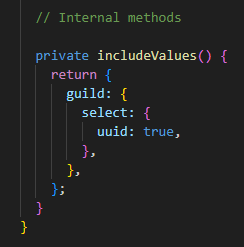 // Internal methods
private includeValues() {
return {
guild: {
select: {
uuid: true,
},
},
};
}
}